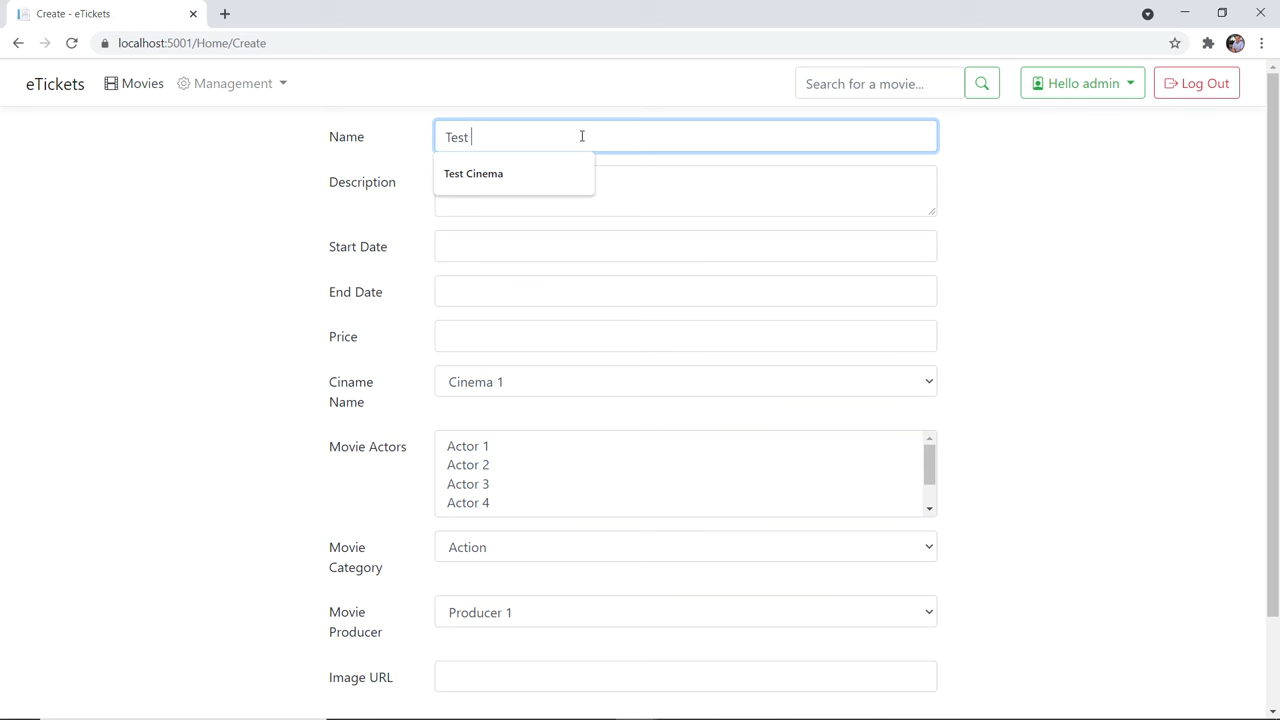 Create - eTickets
localhost:5001/Home/Create
eTickets Movies Management Search for a movie... Hello admin Log Out
Name Test
Test Cinema
Description
Start Date
End Date
Price
Ciname Name Cinema 1
Movie Actors Actor 1
Actor 2
Actor 3
Actor 4
Movie Category Action
Movie Producer Producer 1
Image URL